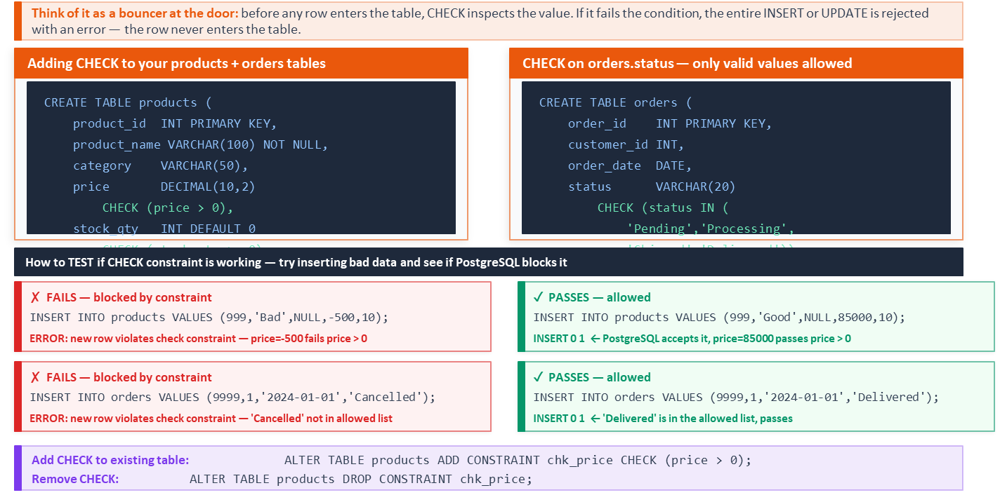 Think of it as a bouncer at the door: before any row enters the table, CHECK inspects the value. If it fails the condition, the entire INSERT or UPDATE is rejected
with an error — the row never enters the table.
Adding CHECK to your products + orders tables
CREATE TABLE products (
    product_id  INT PRIMARY KEY,
    product_name VARCHAR(100) NOT NULL,
    category    VARCHAR(50),
    price       DECIMAL(10,2)
        CHECK (price > 0),
    stock_qty   INT DEFAULT 0
CHECK on orders.status — only valid values allowed
CREATE TABLE orders (
    order_id    INT PRIMARY KEY,
    customer_id INT,
    order_date  DATE,
    status      VARCHAR(20)
        CHECK (status IN (
            'Pending','Processing',
How to TEST if CHECK constraint is working — try inserting bad data and see if PostgreSQL blocks it
✗ FAILS — blocked by constraint
INSERT INTO products VALUES (999,'Bad',NULL,-500,10);
ERROR: new row violates check constraint — price=-500 fails price > 0
✓ PASSES — allowed
INSERT INTO products VALUES (999,'Good',NULL,85000,10);
INSERT 0 1 ← PostgreSQL accepts it, price=85000 passes price > 0
✗ FAILS — blocked by constraint
INSERT INTO orders VALUES (9999,1,'2024-01-01','Cancelled');
ERROR: new row violates check constraint — 'Cancelled' not in allowed list
✓ PASSES — allowed
INSERT INTO orders VALUES (9999,1,'2024-01-01','Delivered');
INSERT 0 1 ← 'Delivered' is in the allowed list, passes
Add CHECK to existing table: ALTER TABLE products ADD CONSTRAINT chk_price CHECK (price > 0);
Remove CHECK: ALTER TABLE products DROP CONSTRAINT chk_price;